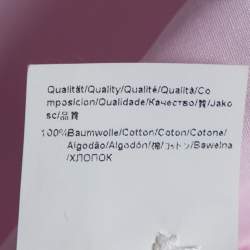 Qualität/Quality/Qualité/Qualità/Co
mposicion/Qualidade/Качество/質/Jako
sc/品質
100%Baumwolle/Cotton/Coton/Cotone/
Algodão/Algodón/(棉)/コットン/Bawełna
/ХЛОПОК